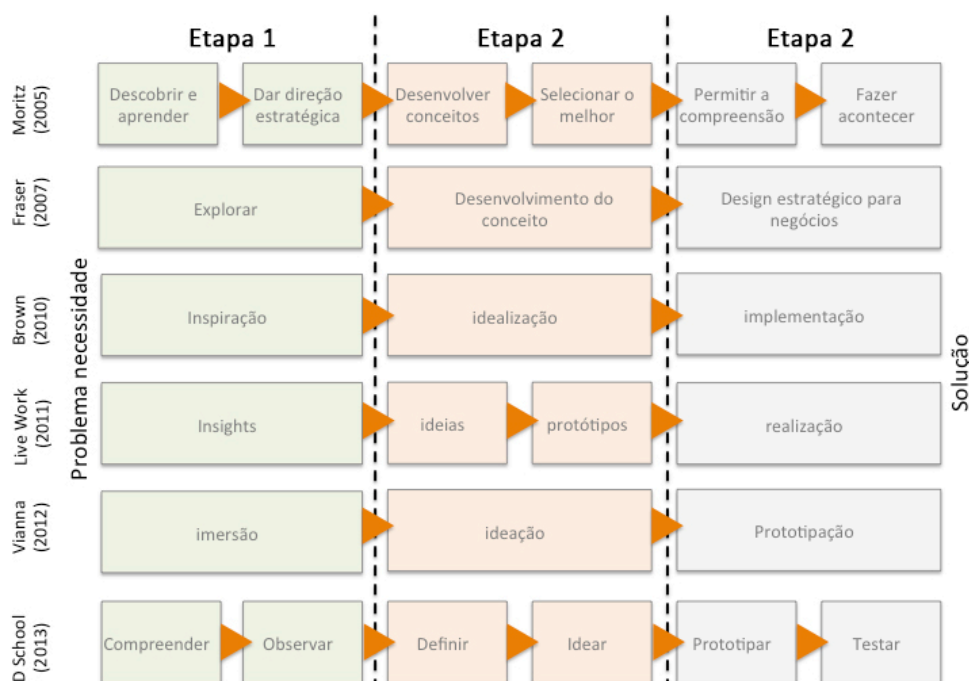 Etapa 1
Etapa 2
Etapa 2
Moritz
(2005)
Descobrir e
aprender
Dar direção
estratégica
Desenvolver
conceitos
Selecionar o
melhor
Permitir a
compreensão
Fazer
acontecer
Fraser
(2007)
Explorar
Desenvolvimento do
conceito
Design estratégico para
negócios
Problema necessidade
Brown
(2010)
Inspiração
idealização
implementação
Solução
Live Work
(2011)
Insights
ideias
protótipos
realização
Vianna
(2012)
imersão
ideação
Prototipação
D School
(2013)
Compreender
Observar
Definir
Idear
Prototipar
Testar